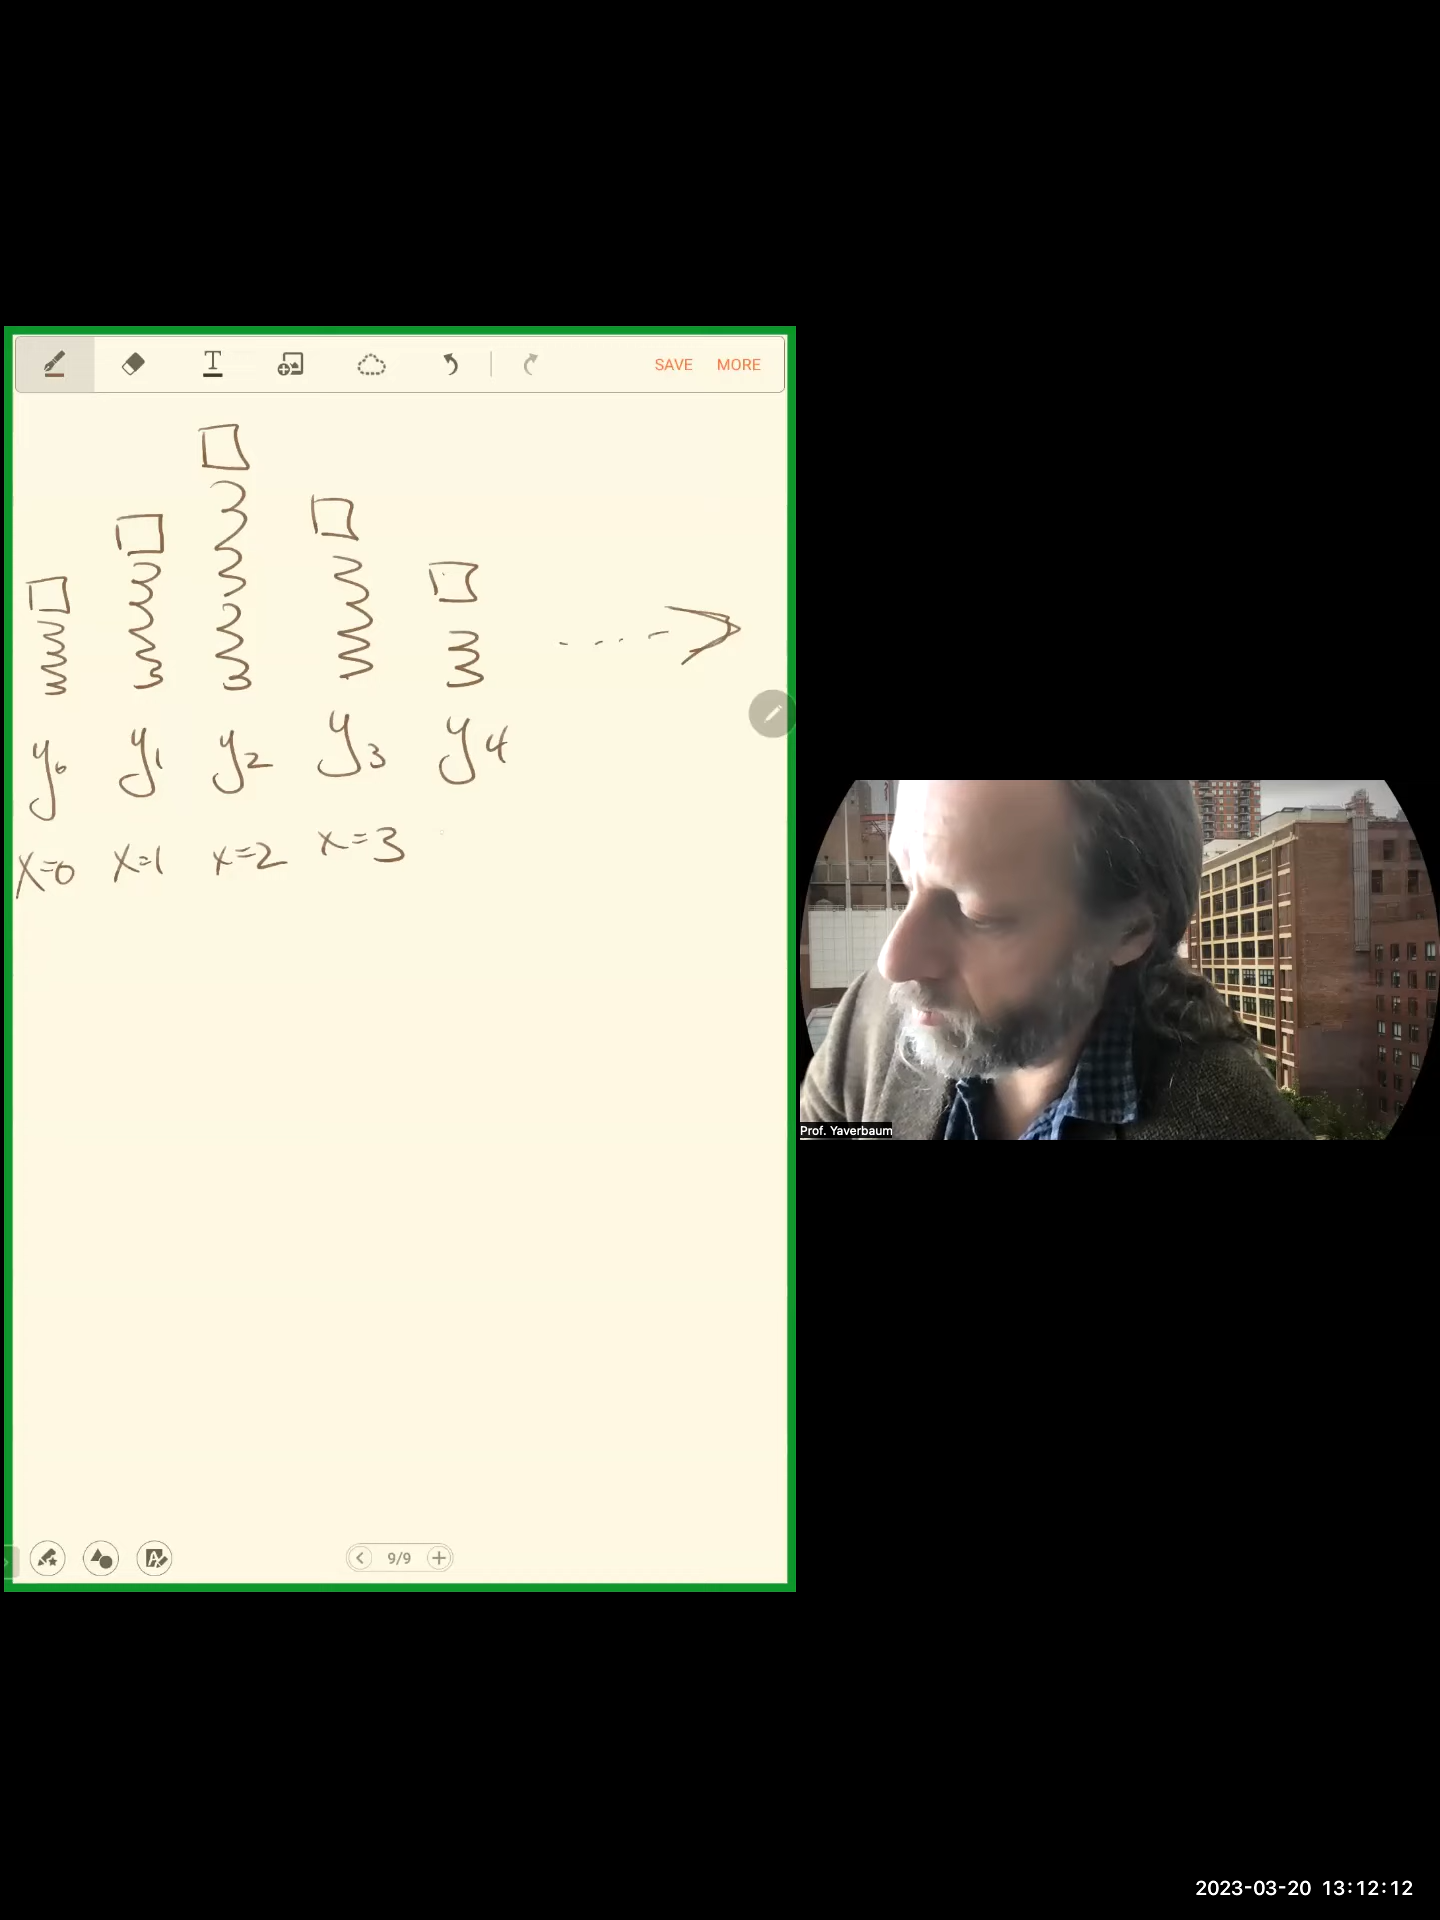 T SAVE MORE
y₀ y₁ y₂ y₃ y₄
x=0 x=1 x=2 x=3
Prof. Yaverbaum
A 9/9
2023-03-20 13:12:12